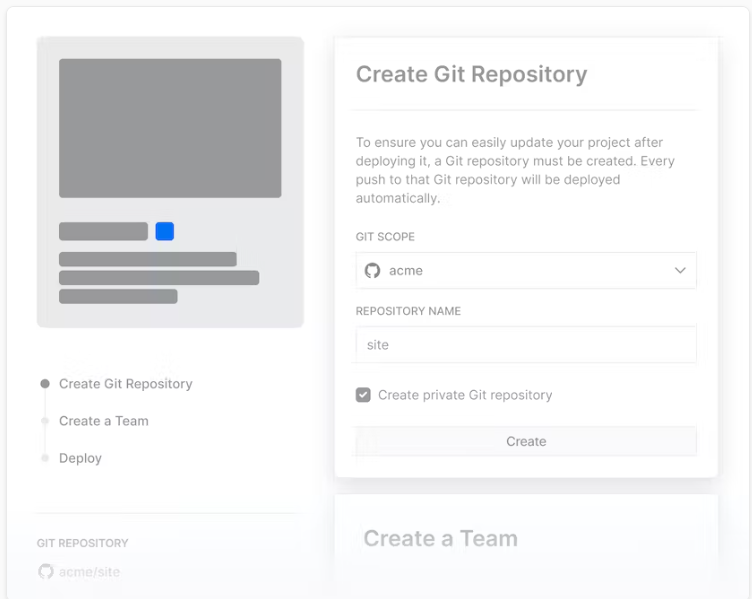 Create Git Repository
Create a Team
Deploy
GIT REPOSITORY
acme/site
Create Git Repository
To ensure you can easily update your project after
deploying it, a Git repository must be created. Every
push to that Git repository will be deployed
automatically.
GIT SCOPE
acme
REPOSITORY NAME
site
Create private Git repository
Create
Create a Team